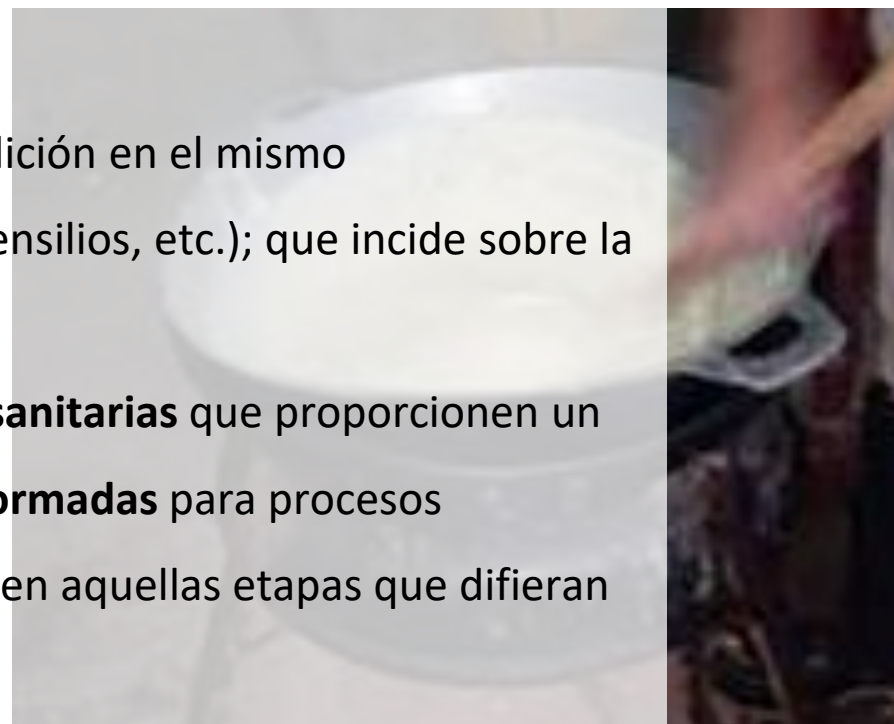 dición en el mismo
ensilios, etc.); que incide sobre la
sanitarias que proporcionen un
ormadas para procesos
en aquellas etapas que difieran